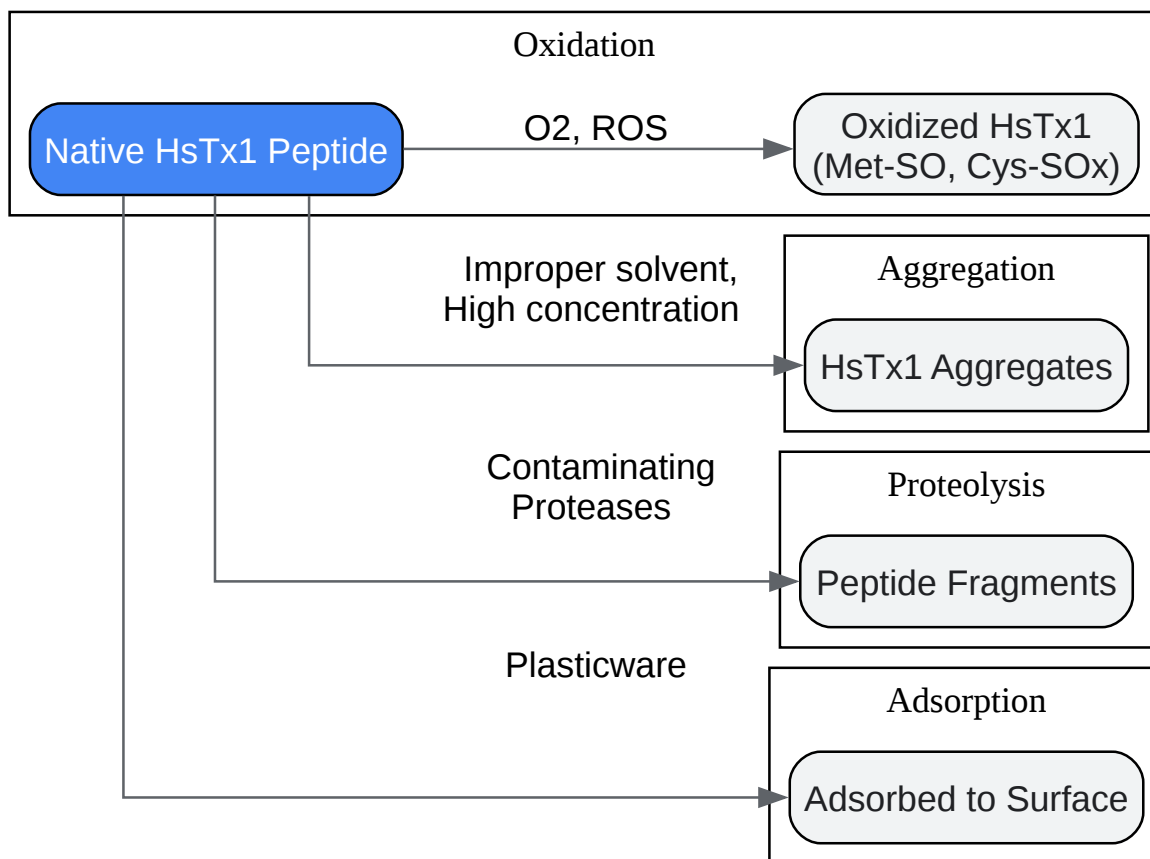 Oxidation
Native HsTx1 Peptide
O2, ROS
Oxidized HsTx1
(Met-SO, Cys-SOx)
Improper solvent,
High concentration
Aggregation
HsTx1 Aggregates
Contaminating
Proteases
Proteolysis
Peptide Fragments
Plasticware
Adsorption
Adsorbed to Surface